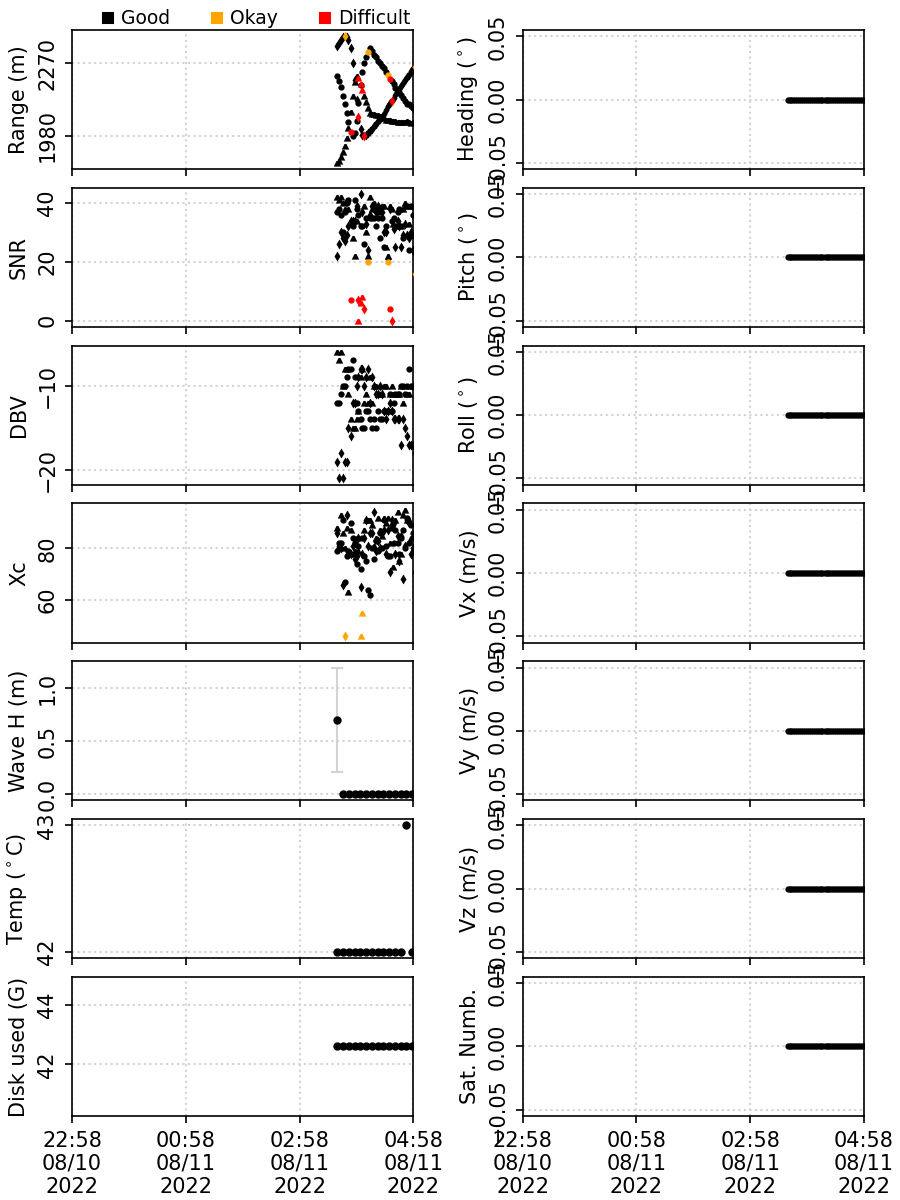 Good Okay Difficult
Range (m)
2270
1980
Heading (°)
0.05
0.00
−0.05
SNR
40
20
0
Pitch (°)
0.05
0.00
−0.05
DBV
−10
−20
Roll (°)
0.05
0.00
−0.05
Xc
80
60
Vx (m/s)
0.05
0.00
−0.05
Wave H (m)
1.0
0.5
0.0
Vy (m/s)
0.05
0.00
−0.05
Temp (°C)
43
42
Vz (m/s)
0.05
0.00
−0.05
Disk used (G)
44
42
Sat. Numb.
0.05
0.00
−0.05
22:58 00:58 02:58 04:58
08/10 08/11 08/11 08/11
2022 2022 2022 2022
22:58 00:58 02:58 04:58
08/10 08/11 08/11 08/11
2022 2022 2022 2022